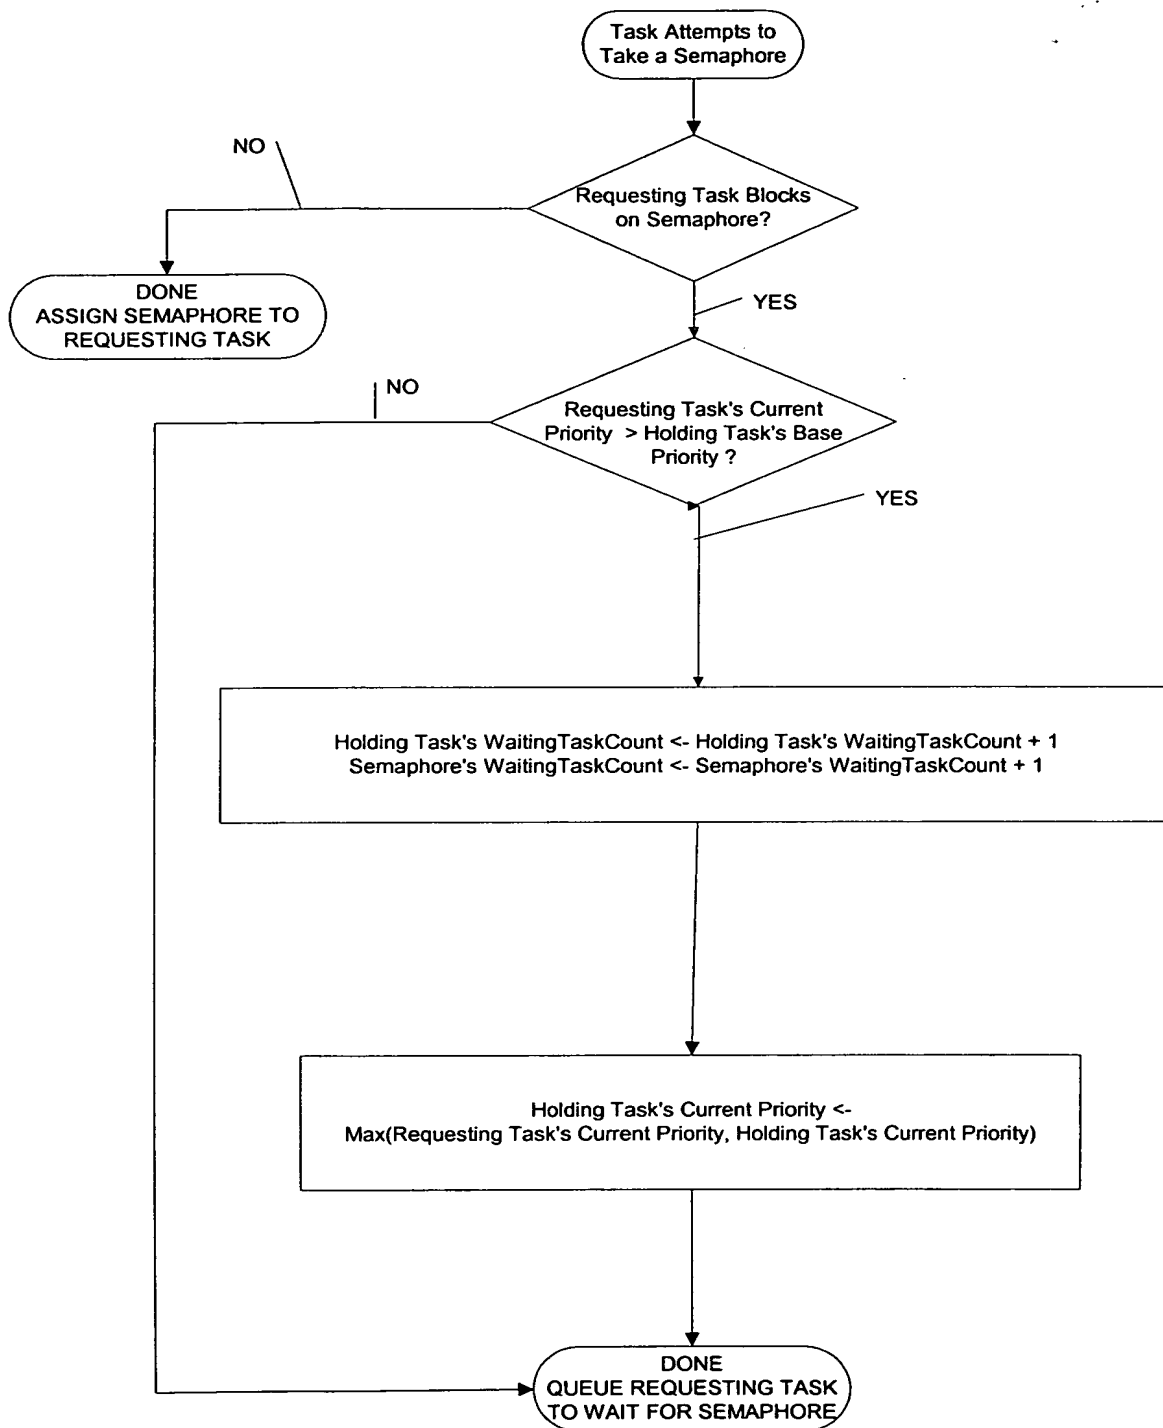 Task Attempts to
Take a Semaphore
NO
Requesting Task Blocks
on Semaphore?
DONE
ASSIGN SEMAPHORE TO
REQUESTING TASK
YES
NO
Requesting Task's Current
Priority > Holding Task's Base
Priority ?
YES
Holding Task's WaitingTaskCount <- Holding Task's WaitingTaskCount + 1
Semaphore's WaitingTaskCount <- Semaphore's WaitingTaskCount + 1
Holding Task's Current Priority <-
Max(Requesting Task's Current Priority, Holding Task's Current Priority)
DONE
QUEUE REQUESTING TASK
TO WAIT FOR SEMAPHORE